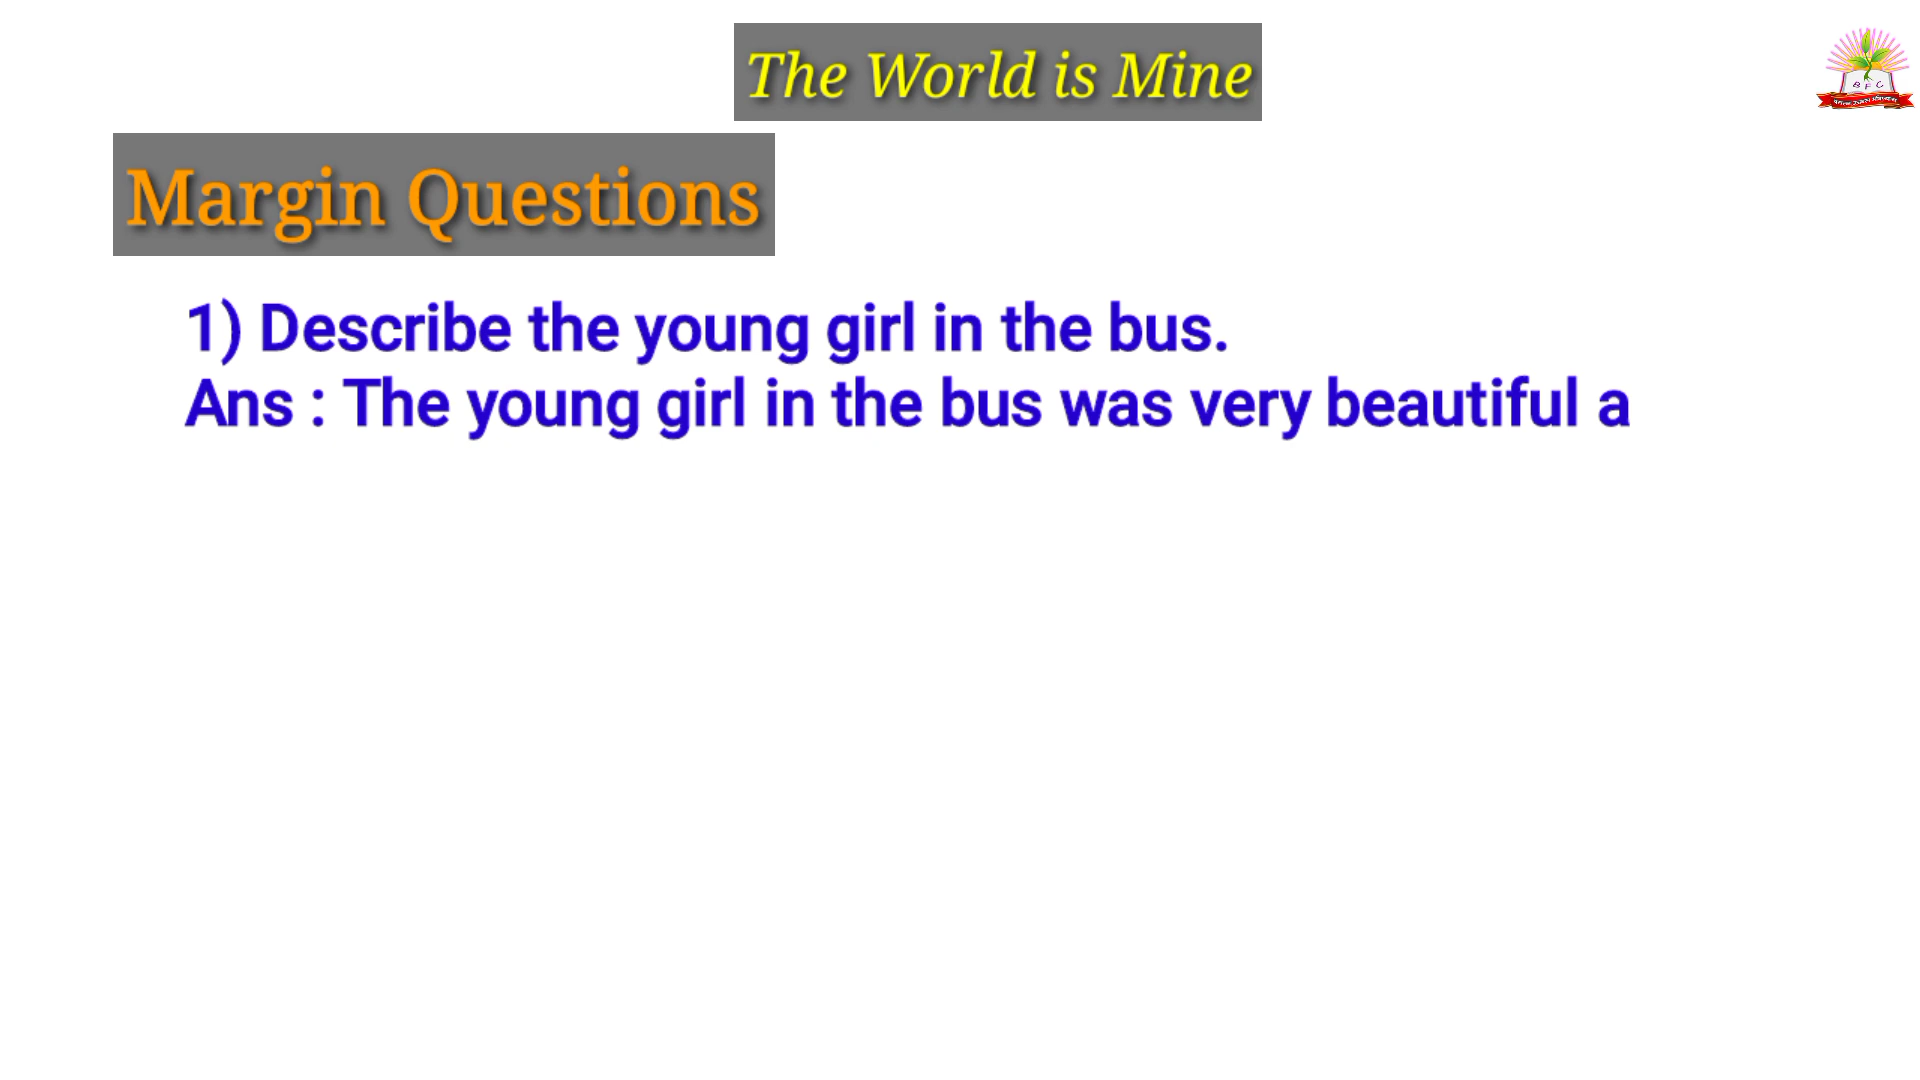 The World is Mine
Margin Questions
1) Describe the young girl in the bus.
Ans : The young girl in the bus was very beautiful a
B F C